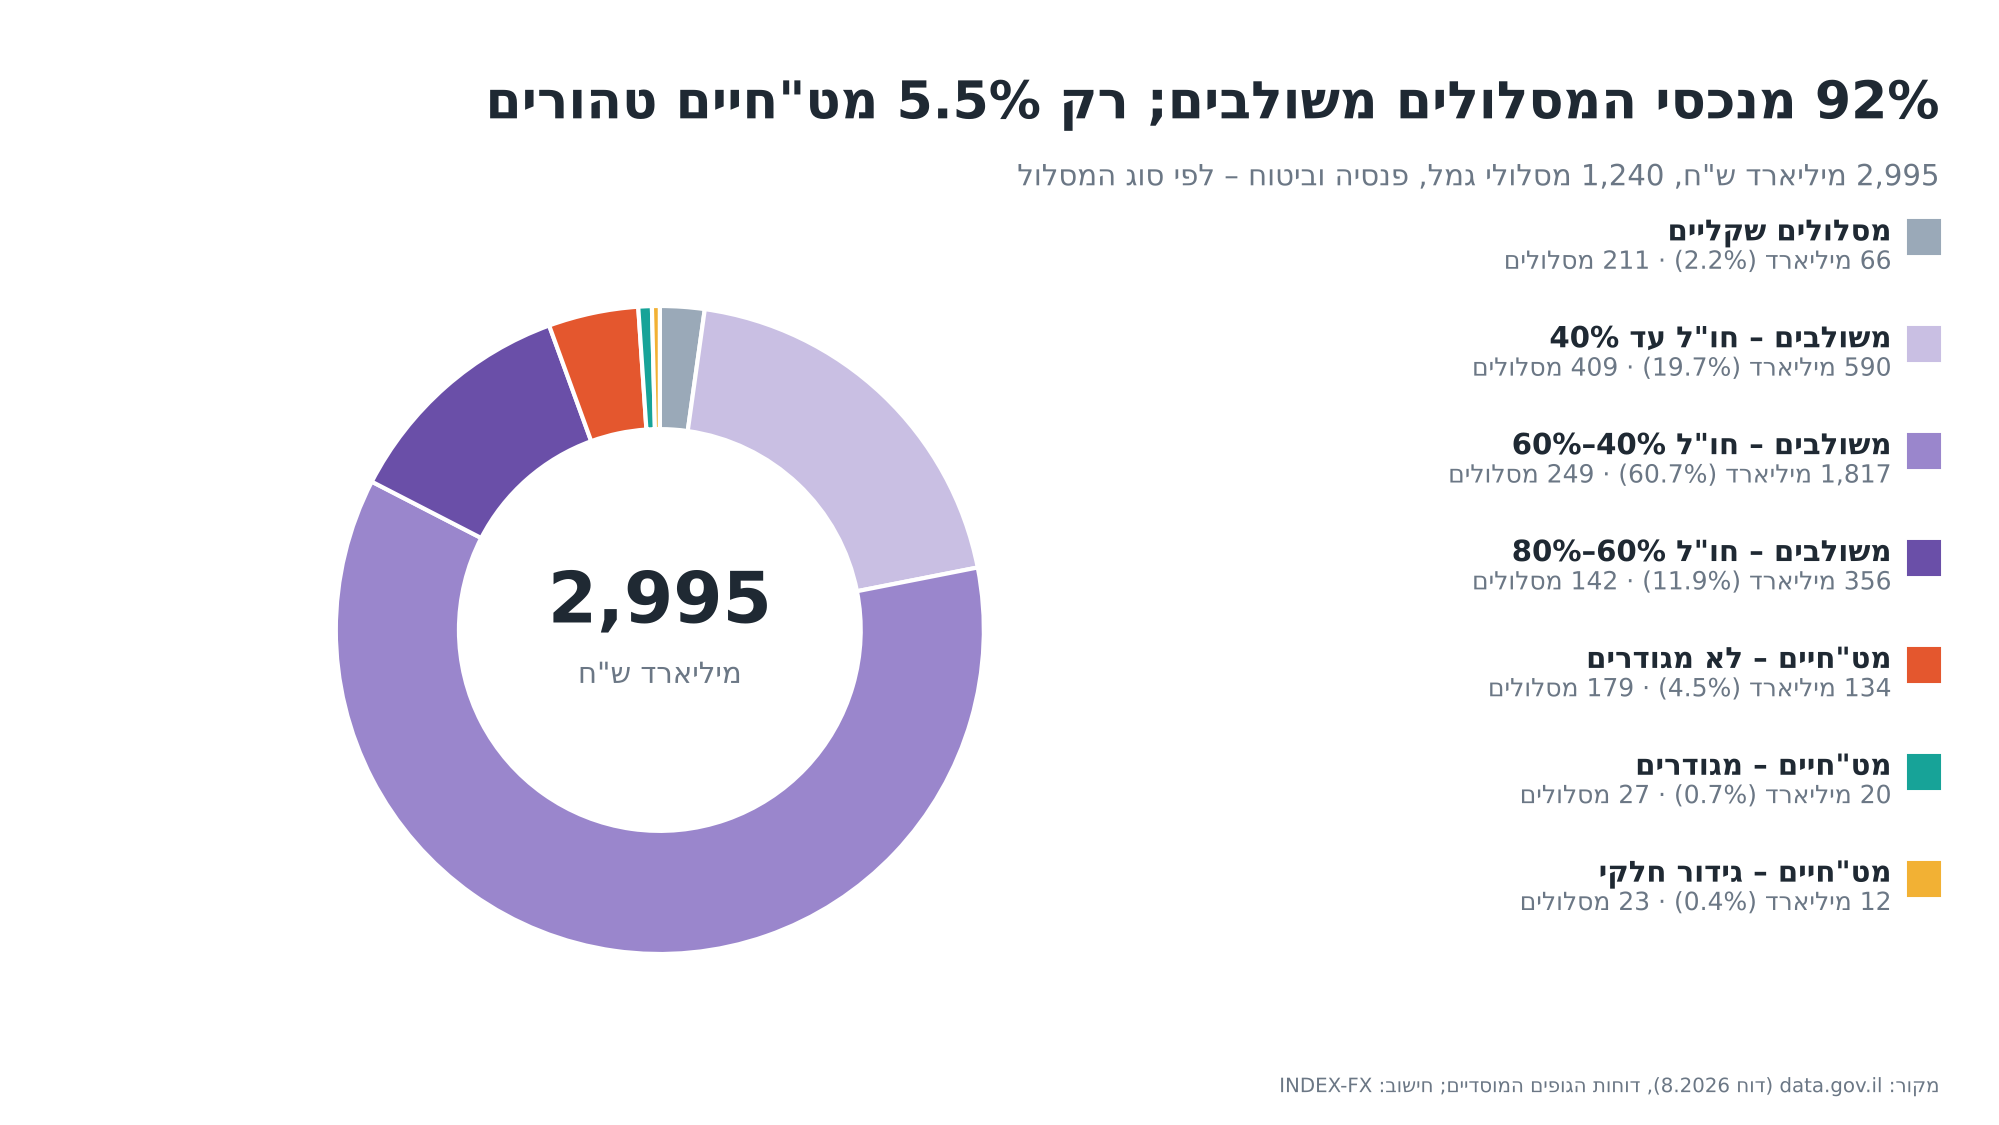 92% מנכסי המסלולים משולבים; רק 5.5% מט"חיים טהורים
2,995 מיליארד ש"ח, 1,240 מסלולי גמל, פנסיה וביטוח – לפי סוג המסלול
מסלולים שקליים
66 מיליארד (2.2%) · 211 מסלולים
משולבים – חו"ל עד 40%
590 מיליארד (19.7%) · 409 מסלולים
משולבים – חו"ל 40%–60%
1,817 מיליארד (60.7%) · 249 מסלולים
משולבים – חו"ל 60%–80%
356 מיליארד (11.9%) · 142 מסלולים
מט"חיים – לא מגודרים
134 מיליארד (4.5%) · 179 מסלולים
מט"חיים – מגודרים
20 מיליארד (0.7%) · 27 מסלולים
מט"חיים – גידור חלקי
12 מיליארד (0.4%) · 23 מסלולים
2,995
מיליארד ש"ח
מקור: data.gov.il (דוח 8.2026), דוחות הגופים המוסדיים; חישוב: INDEX-FX